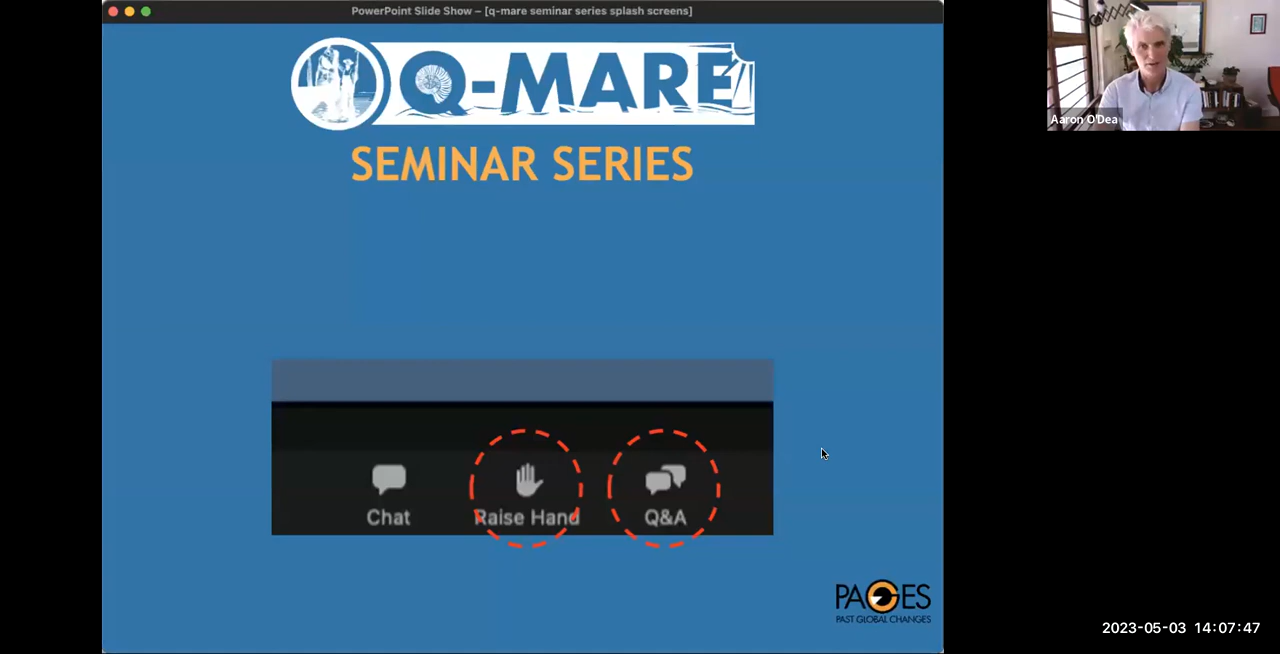 PowerPoint Slide Show – [q-mare seminar series splash screens]
Q-MARE
SEMINAR SERIES
Aaron O'Dea
Chat
Raise Hand
Q&A
PAGES
PAST GLOBAL CHANGES
2023-05-03 14:07:47